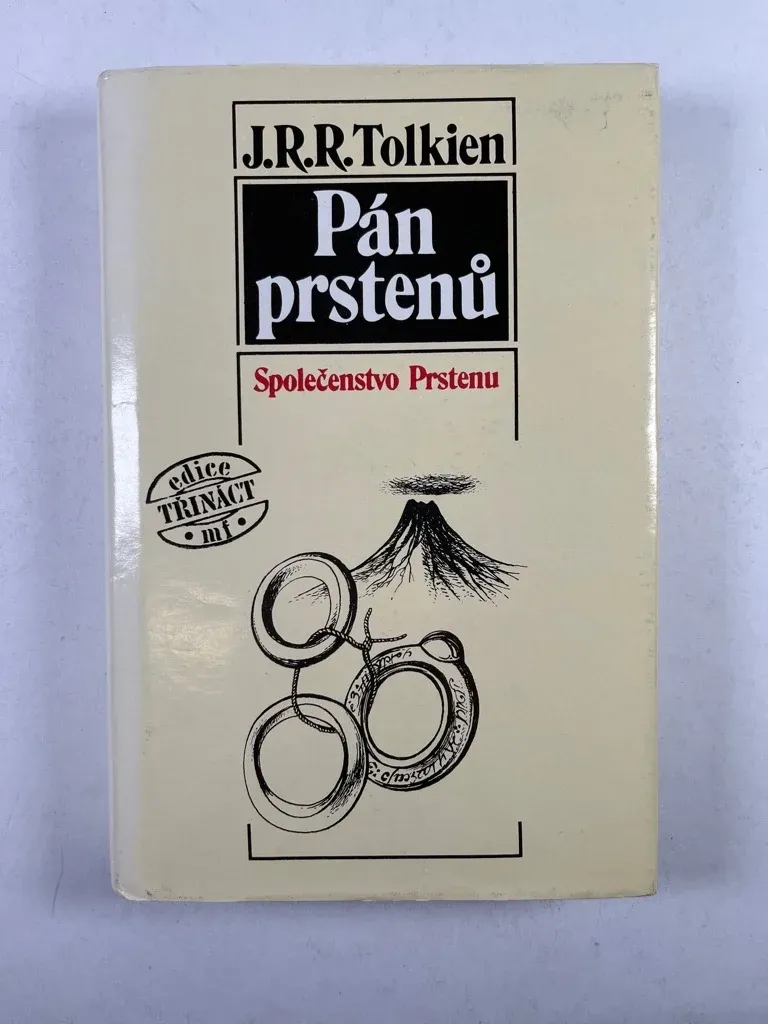 J.R.R.Tolkien
Pán
prstenů
Společenstvo Prstenu
edice
TŘINÁCT
• mf •